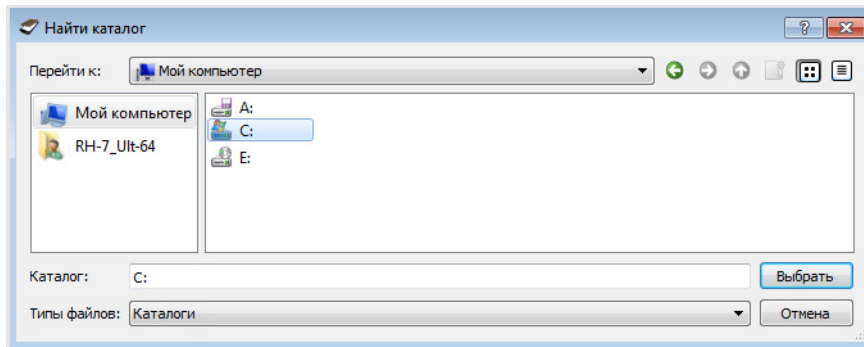 Найти каталог
Перейти к: Мой компьютер
Мой компьютер
RH-7_Ult-64
A:
C:
E:
Каталог: C: Выбрать
Типы файлов: Каталоги Отмена